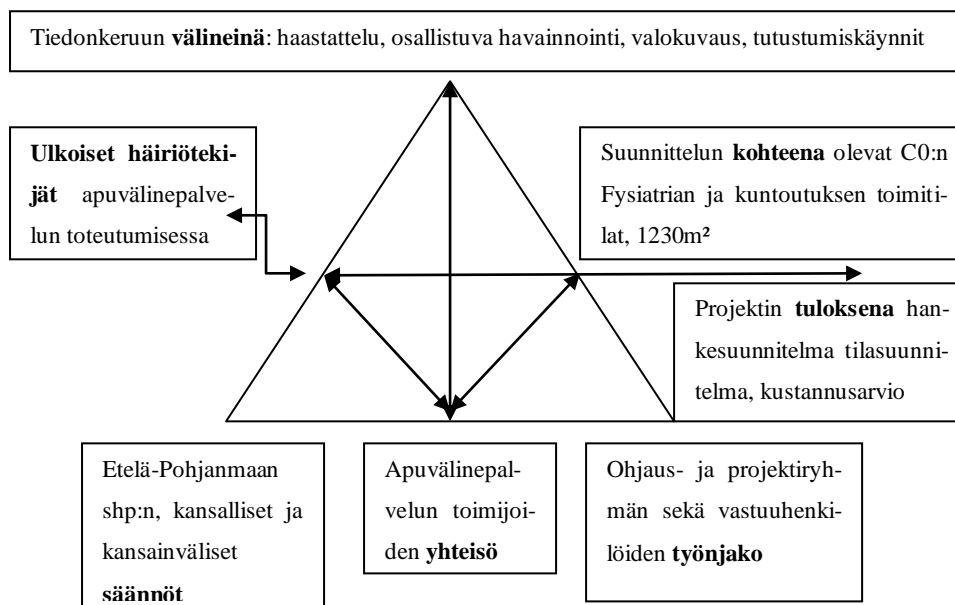 Tiedonkeruun välineinä: haastattelu, osallistuva havainnointi, valokuvaus, tutustumiskäynnit
Ulkoiset häiriöteki-
jät apuvälinepalve-
lun toteutumisessa
Suunnittelun kohteena olevat C0:n
Fysiatrian ja kuntoutuksen toimiti-
lat, 1230m²
Projektin tuloksena han-
kesuunnitelma tilasuunni-
telma, kustannusarvio
Etelä-Pohjanmaan
shp:n, kansalliset ja
kansainväliset
säännöt
Apuvälinepal-
velun toimijoi-
den yhteisö
Ohjaus- ja projektiryh-
män sekä vastuuhenki-
löiden työnjako